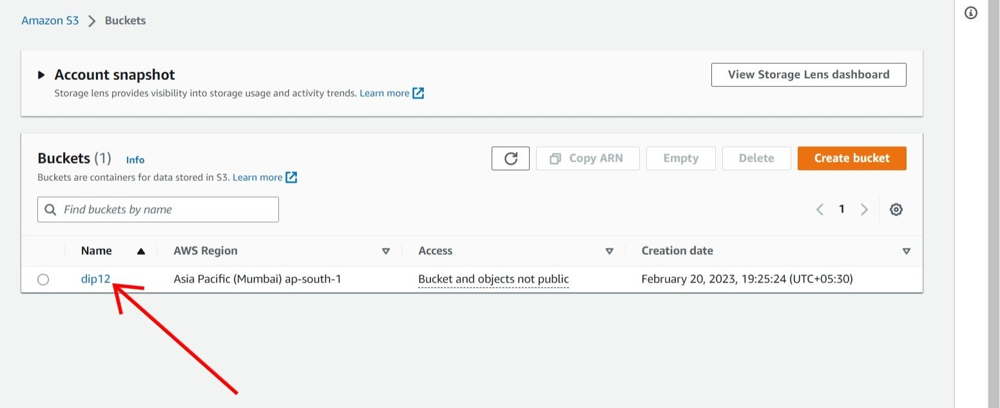 Amazon S3 > Buckets
Account snapshot
View Storage Lens dashboard
Storage lens provides visibility into storage usage and activity trends. Learn more
Buckets (1) Info
Copy ARN Empty Delete Create bucket
Buckets are containers for data stored in S3. Learn more
Find buckets by name
1
Name AWS Region Access Creation date
dip12 Asia Pacific (Mumbai) ap-south-1 Bucket and objects not public February 20, 2023, 19:25:24 (UTC+05:30)